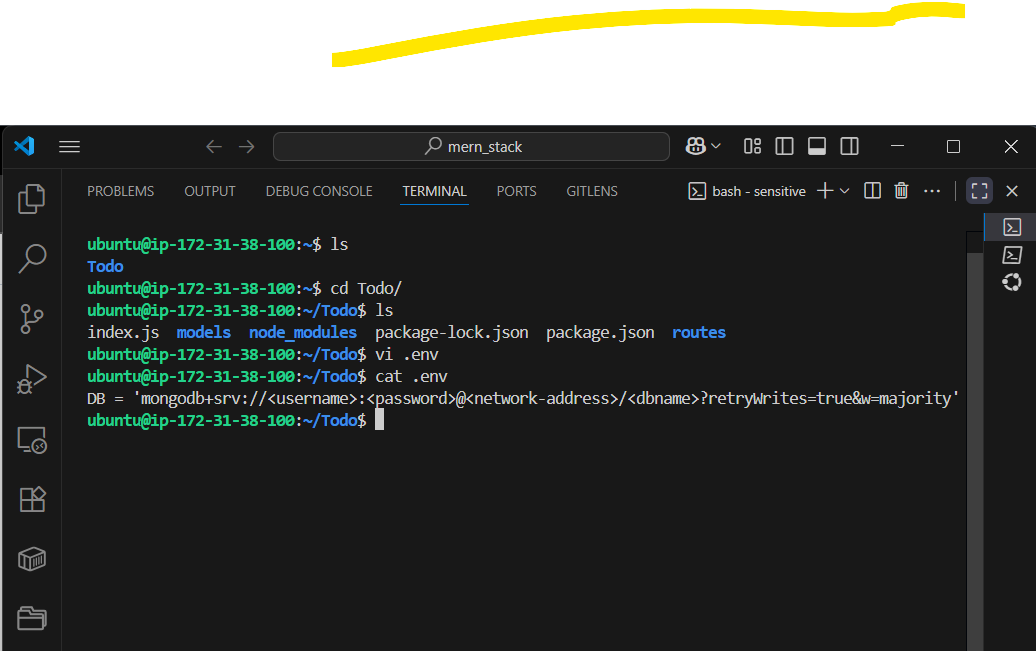 mern_stack
PROBLEMS OUTPUT DEBUG CONSOLE TERMINAL PORTS GITLENS bash - sensitive
ubuntu@ip-172-31-38-100:~$ ls
Todo
ubuntu@ip-172-31-38-100:~$ cd Todo/
ubuntu@ip-172-31-38-100:~/Todo$ ls
index.js models node_modules package-lock.json package.json routes
ubuntu@ip-172-31-38-100:~/Todo$ vi .env
ubuntu@ip-172-31-38-100:~/Todo$ cat .env
DB = 'mongodb+srv://<username>:<password>@<network-address>/<dbname>?retryWrites=true&w=majority'
ubuntu@ip-172-31-38-100:~/Todo$